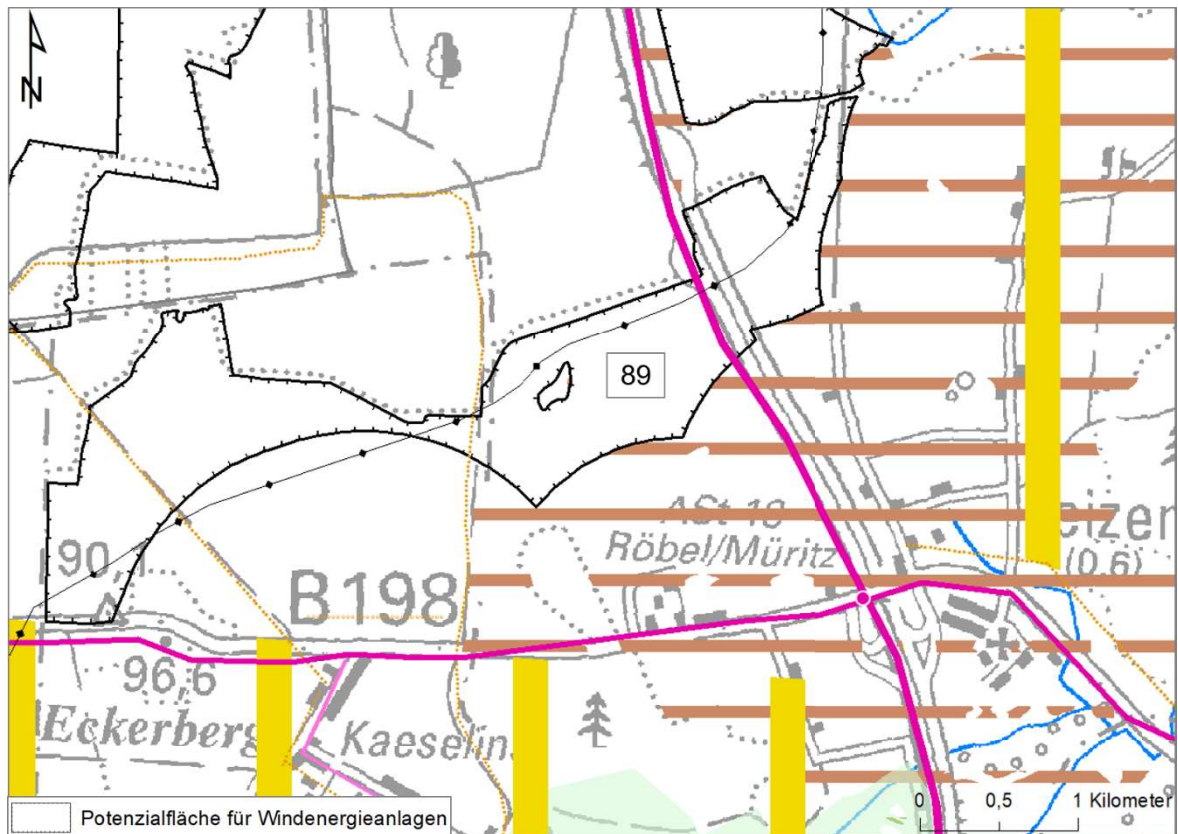 N
89
ASt 18
Röbel/Müritz
eizen
(0.6)
90,1
B198
96,6
Eckerberg
Kaeselin
Potenzialfläche für Windenergieanlagen
0 0,5 1 Kilometer